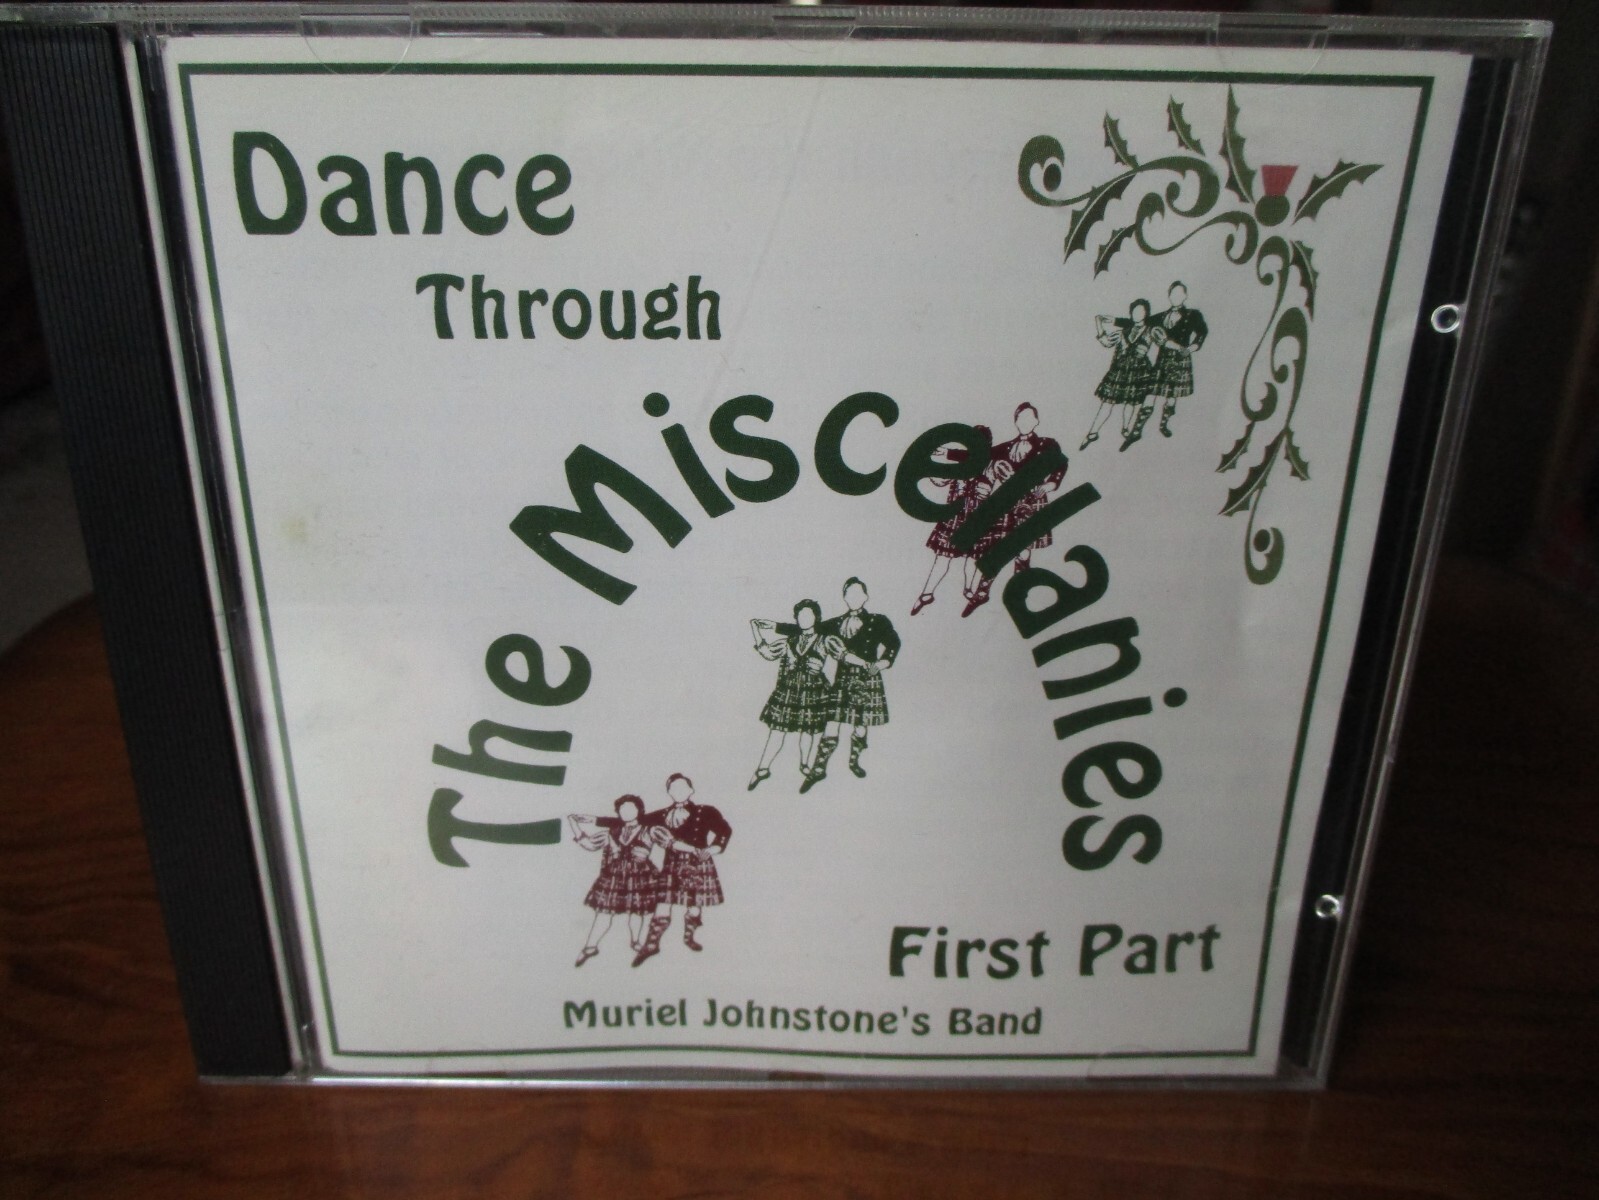 Dance
Through
The Miscellanies
First Part
Muriel Johnstone's Band